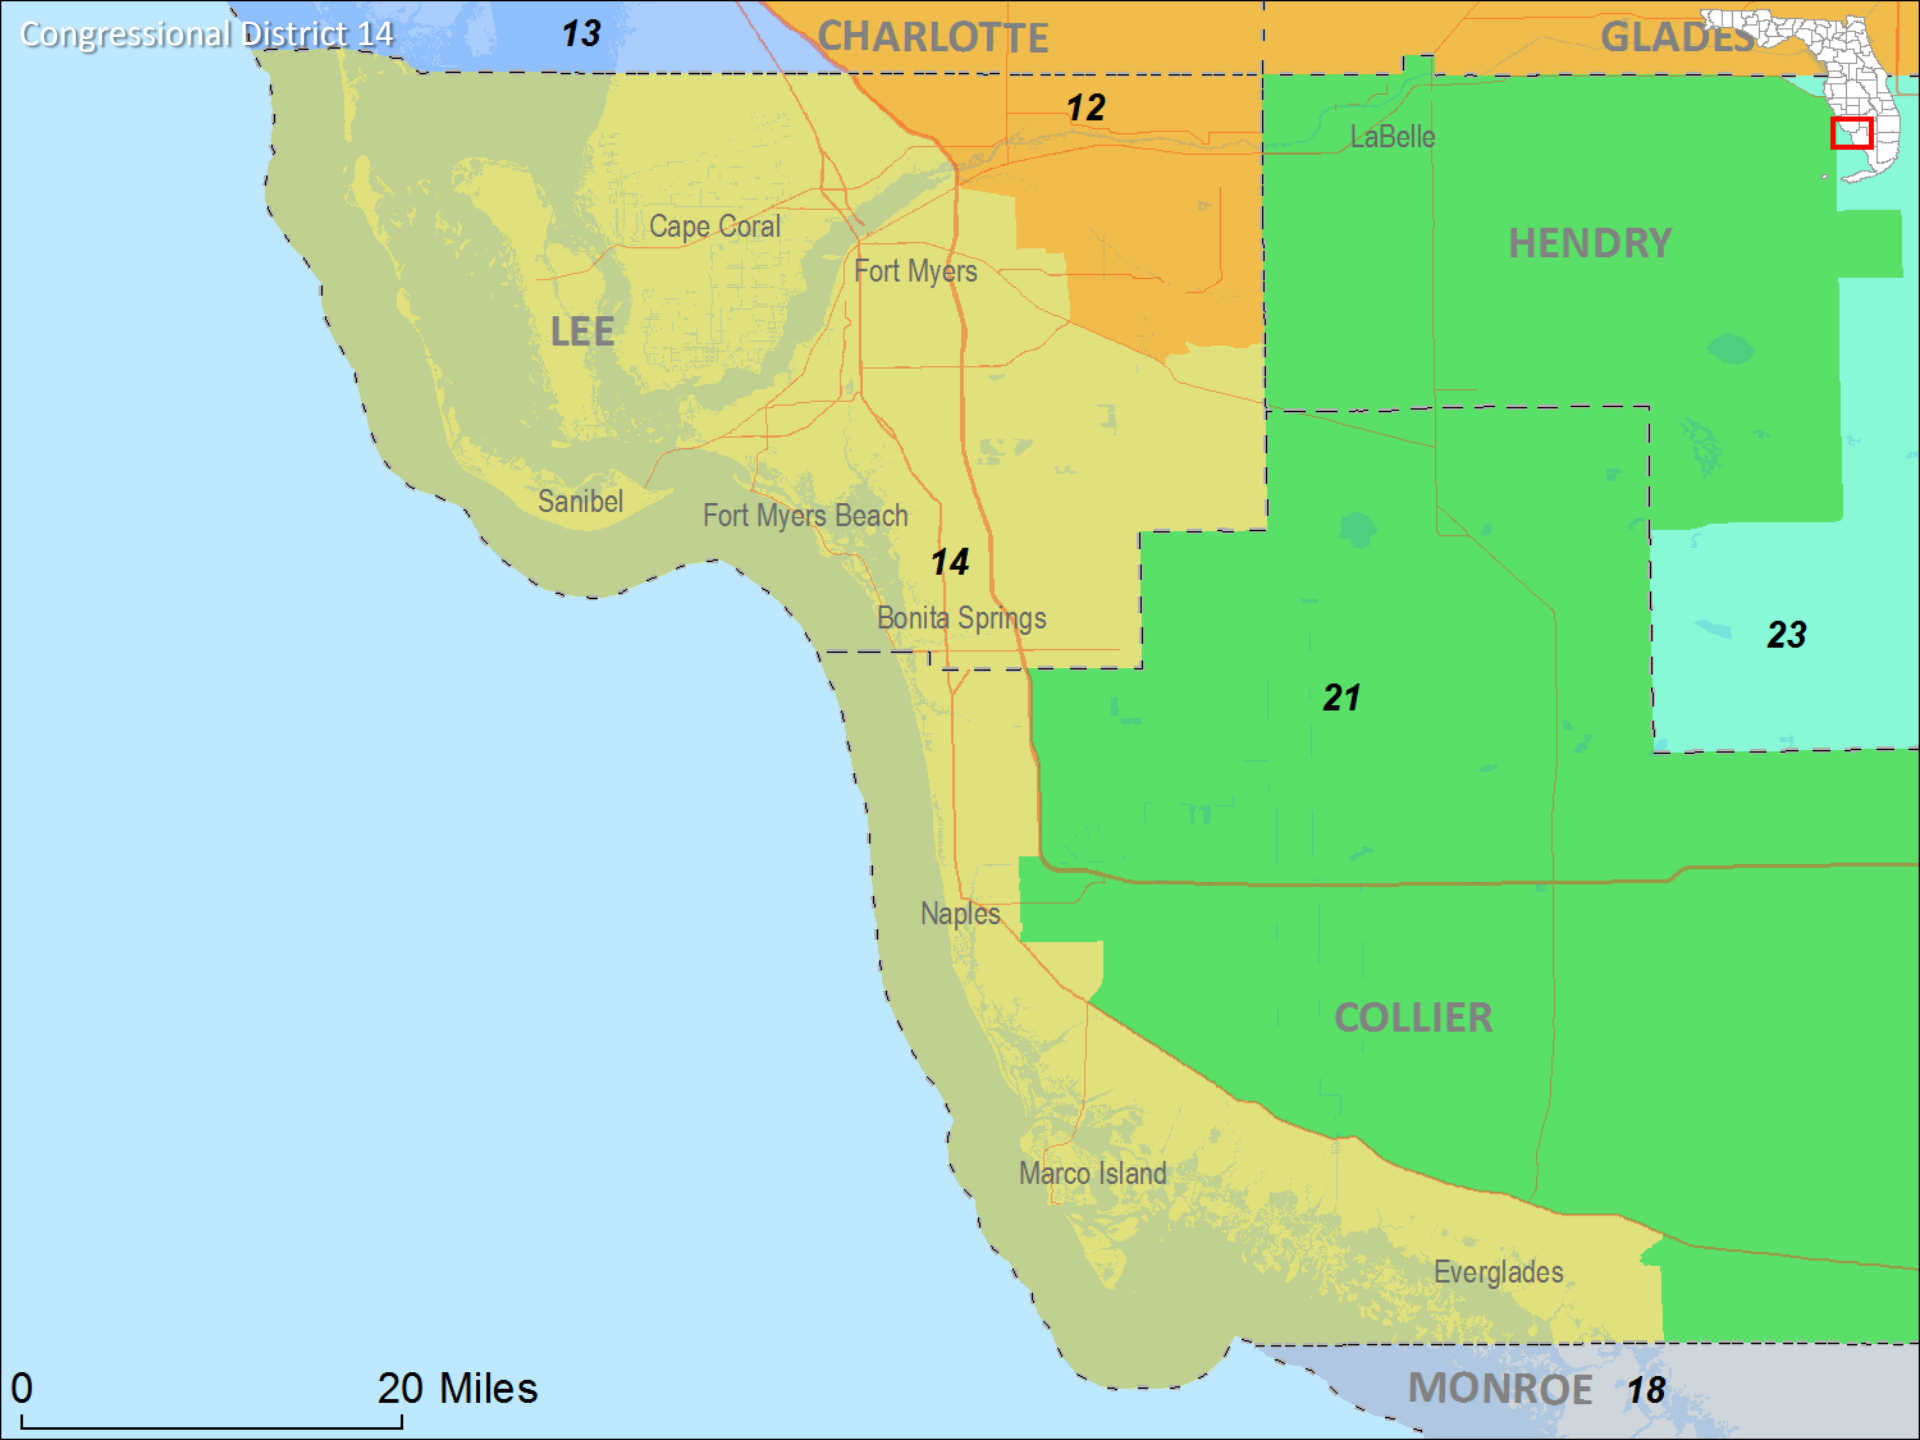 Congressional District 14
13
CHARLOTTE
GLADES
12
LaBelle
Cape Coral
HENDRY
Fort Myers
LEE
Sanibel
Fort Myers Beach
14
Bonita Springs
23
21
Naples
COLLIER
Marco Island
Everglades
0
20 Miles
MONROE
18